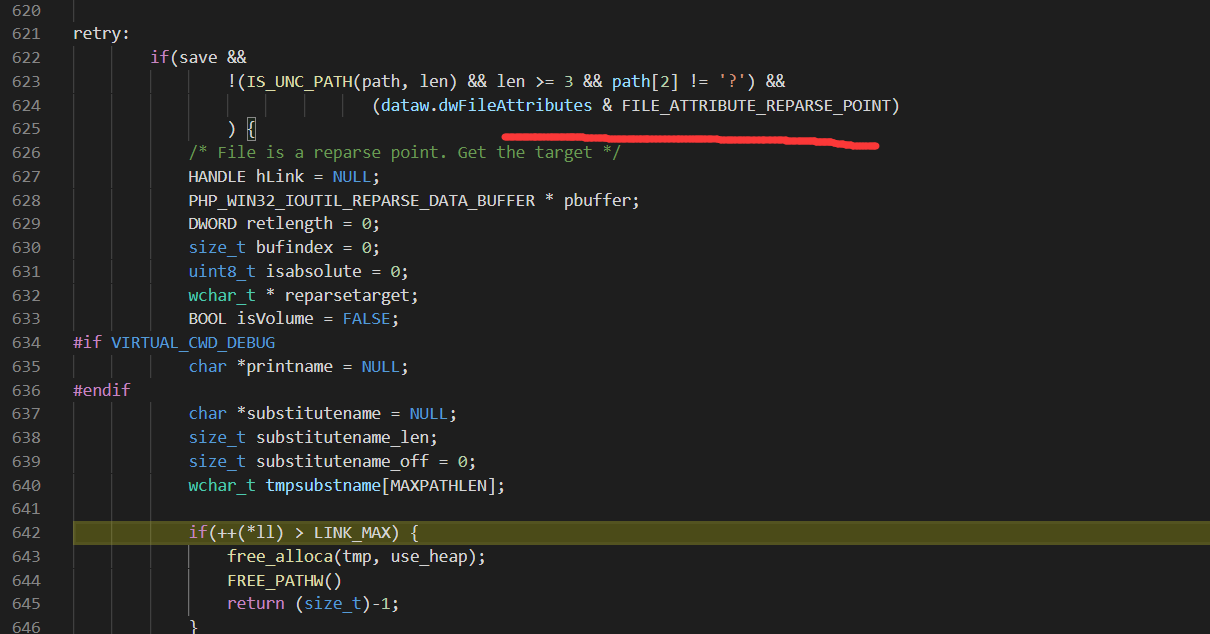 620
621 retry:
622 if(save &&
623 !(IS_UNC_PATH(path, len) && len >= 3 && path[2] != '?') &&
624 (dataw.dwFileAttributes & FILE_ATTRIBUTE_REPARSE_POINT)
625 ) {
626 /* File is a reparse point. Get the target */
627 HANDLE hLink = NULL;
628 PHP_WIN32_IOUTIL_REPARSE_DATA_BUFFER * pbuffer;
629 DWORD retlength = 0;
630 size_t bufindex = 0;
631 uint8_t isabsolute = 0;
632 wchar_t * reparsetarget;
633 BOOL isVolume = FALSE;
634 #if VIRTUAL_CWD_DEBUG
635 char *printname = NULL;
636 #endif
637 char *substitutename = NULL;
638 size_t substitutename_len;
639 size_t substitutename_off = 0;
640 wchar_t tmpsubstname[MAXPATHLEN];
641
642 if(++(*ll) > LINK_MAX) {
643 free_alloca(tmp, use_heap);
644 FREE_PATHW()
645 return (size_t)-1;
646 }